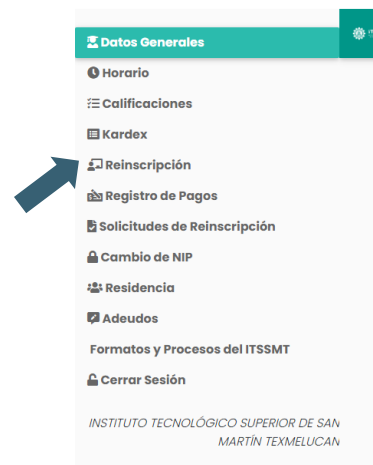 Datos Generales
Horario
Calificaciones
Kardex
Reinscripción
Registro de Pagos
Solicitudes de Reinscripción
Cambio de NIP
Residencia
Adeudos
Formatos y Procesos del ITSSMT
Cerrar Sesión
INSTITUTO TECNOLÓGICO SUPERIOR DE SAN
MARTÍN TEXMELUCAN